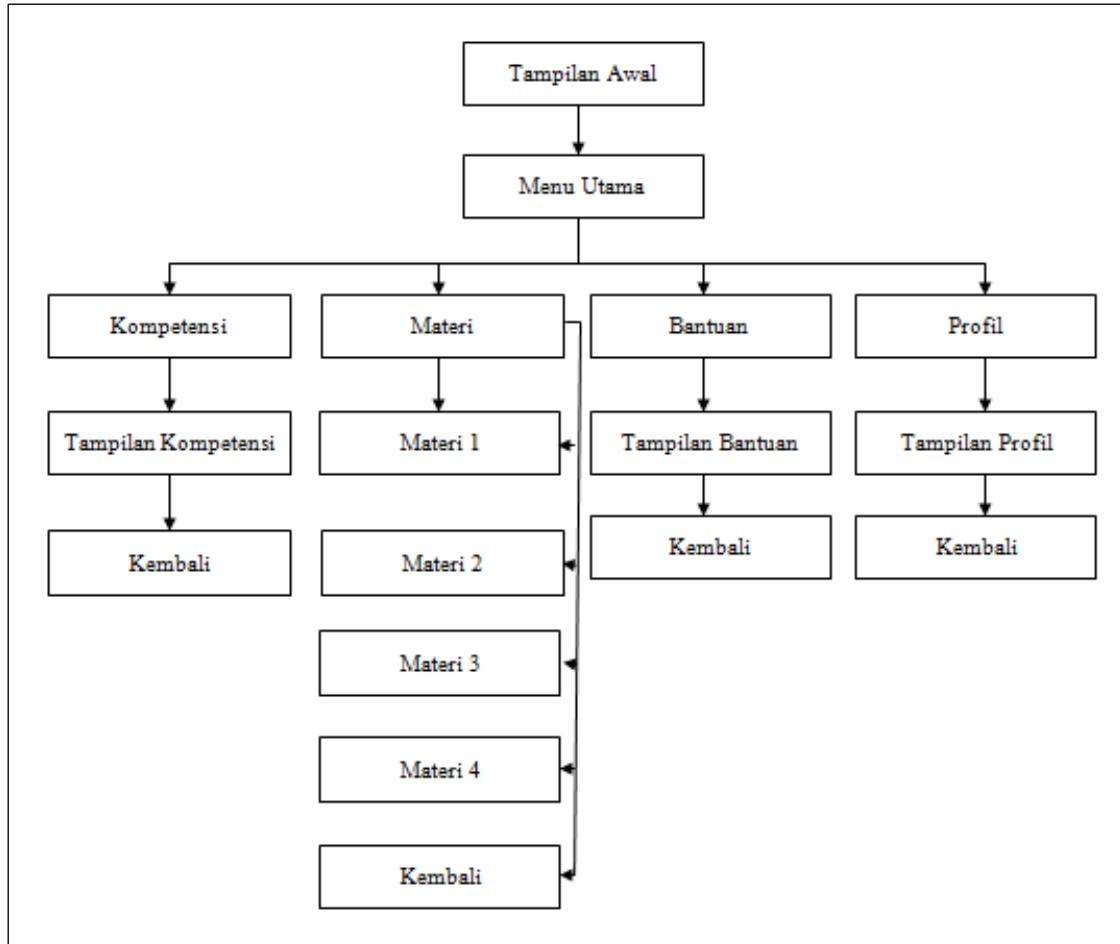 Tampilan Awal
Menu Utama
Kompetensi
Materi
Bantuan
Profil
Tampilan Kompetensi
Materi 1
Tampilan Bantuan
Tampilan Profil
Kembali
Materi 2
Kembali
Kembali
Materi 3
Materi 4
Kembali